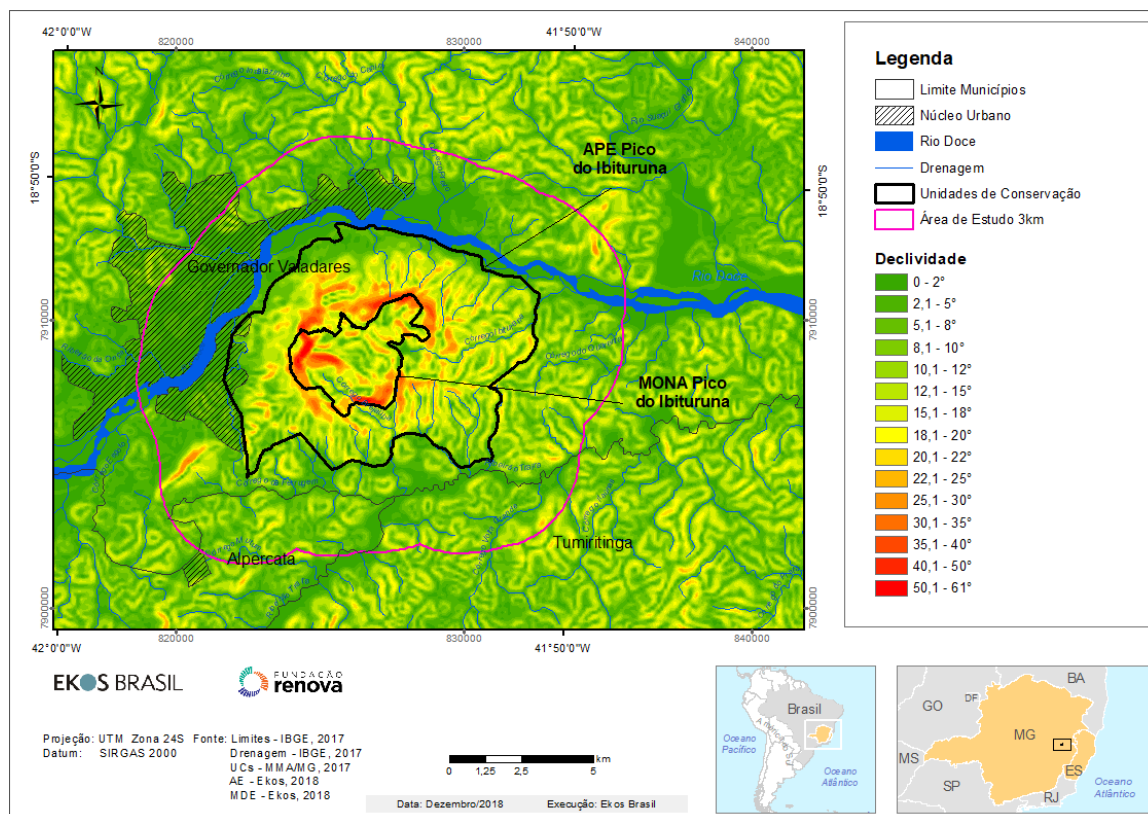 42°0'0"W
41°50'0"W
820000
830000
840000
18°50'0"S
18°50'0"S
7910000
7910000
7900000
7900000
N
APE Pico
do Ibituruna
Governador Valadares
Rio Doce
MONA Pico
do Ibituruna
Tumiritinga
Alpercata
820000
830000
840000
42°0'0"W
41°50'0"W
Legenda
Limite Municípios
Núcleo Urbano
Rio Doce
Drenagem
Unidades de Conservação
Área de Estudo 3km
Declividade
0 - 2°
2,1 - 5°
5,1 - 8°
8,1 - 10°
10,1 - 12°
12,1 - 15°
15,1 - 18°
18,1 - 20°
20,1 - 22°
22,1 - 25°
25,1 - 30°
30,1 - 35°
35,1 - 40°
40,1 - 50°
50,1 - 61°
EKOS BRASIL
FUNDAÇÃO
renova
Projeção: UTM Zona 24S
Datum: SIRGAS 2000
Fonte: Limites - IBGE, 2017
Drenagem - IBGE, 2017
UCs - MMA/MG, 2017
AE - Ekos, 2018
MDE - Ekos, 2018
km
0 1,25 2,5 5
Data: Dezembro/2018 Execução: Ekos Brasil
Brasil
América do Sul
Oceano
Pacífico
Oceano
Atlântico
BA
GO
DF
MG
MS
ES
SP
RJ
Oceano
Atlântico